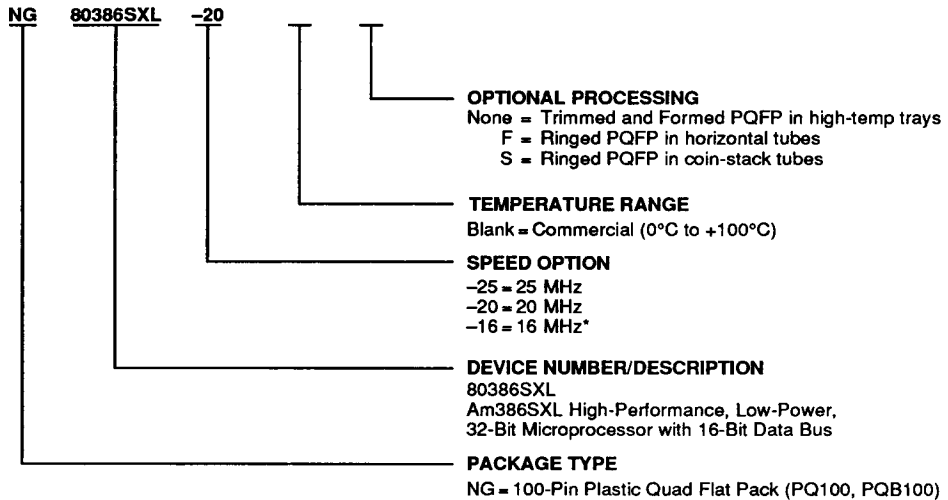 NG 80386SXL –20
OPTIONAL PROCESSING
None = Trimmed and Formed PQFP in high-temp trays
F = Ringed PQFP in horizontal tubes
S = Ringed PQFP in coin-stack tubes
TEMPERATURE RANGE
Blank = Commercial (0°C to +100°C)
SPEED OPTION
–25 = 25 MHz
–20 = 20 MHz
–16 = 16 MHz*
DEVICE NUMBER/DESCRIPTION
80386SXL
Am386SXL High-Performance, Low-Power,
32-Bit Microprocessor with 16-Bit Data Bus
PACKAGE TYPE
NG = 100-Pin Plastic Quad Flat Pack (PQ100, PQB100)